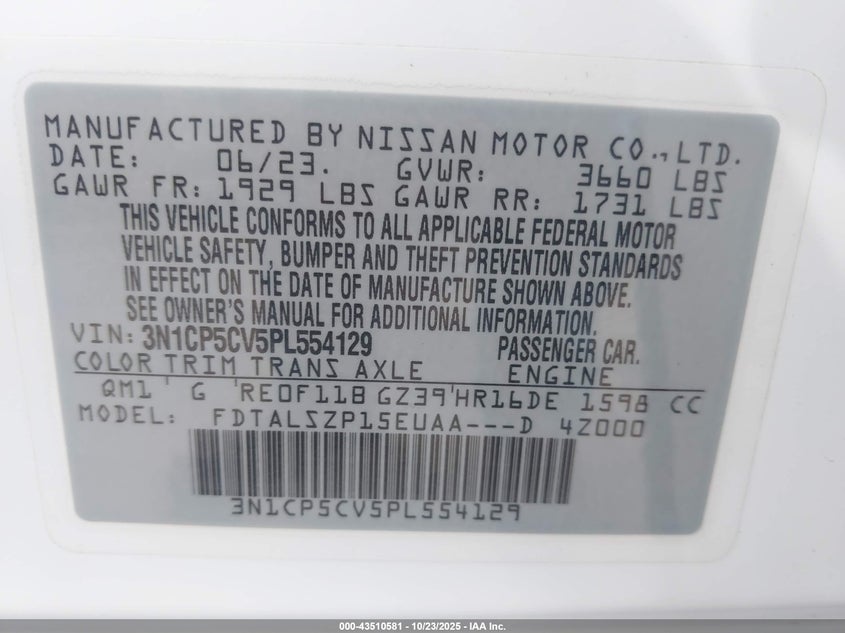 MANUFACTURED BY NISSAN MOTOR CO.,LTD.
DATE: 06/23. GVWR: 3660 LBS
GAWR FR: 1929 LBS GAWR RR: 1731 LBS
THIS VEHICLE CONFORMS TO ALL APPLICABLE FEDERAL MOTOR
VEHICLE SAFETY, BUMPER AND THEFT PREVENTION STANDARDS
IN EFFECT ON THE DATE OF MANUFACTURE SHOWN ABOVE.
SEE OWNER'S MANUAL FOR ADDITIONAL INFORMATION.
VIN: 3N1CP5CV5PL554129 PASSENGER CAR.
COLOR TRIM TRANS AXLE ENGINE
QM1 ' G 'RE0F11B GZ39'HR16DE 1598 CC
MODEL: FDTALSZP15EUAA---D 4Z000
3N1CP5CV5PL554129
000-43510581 - 10/23/2025 - IAA Inc.